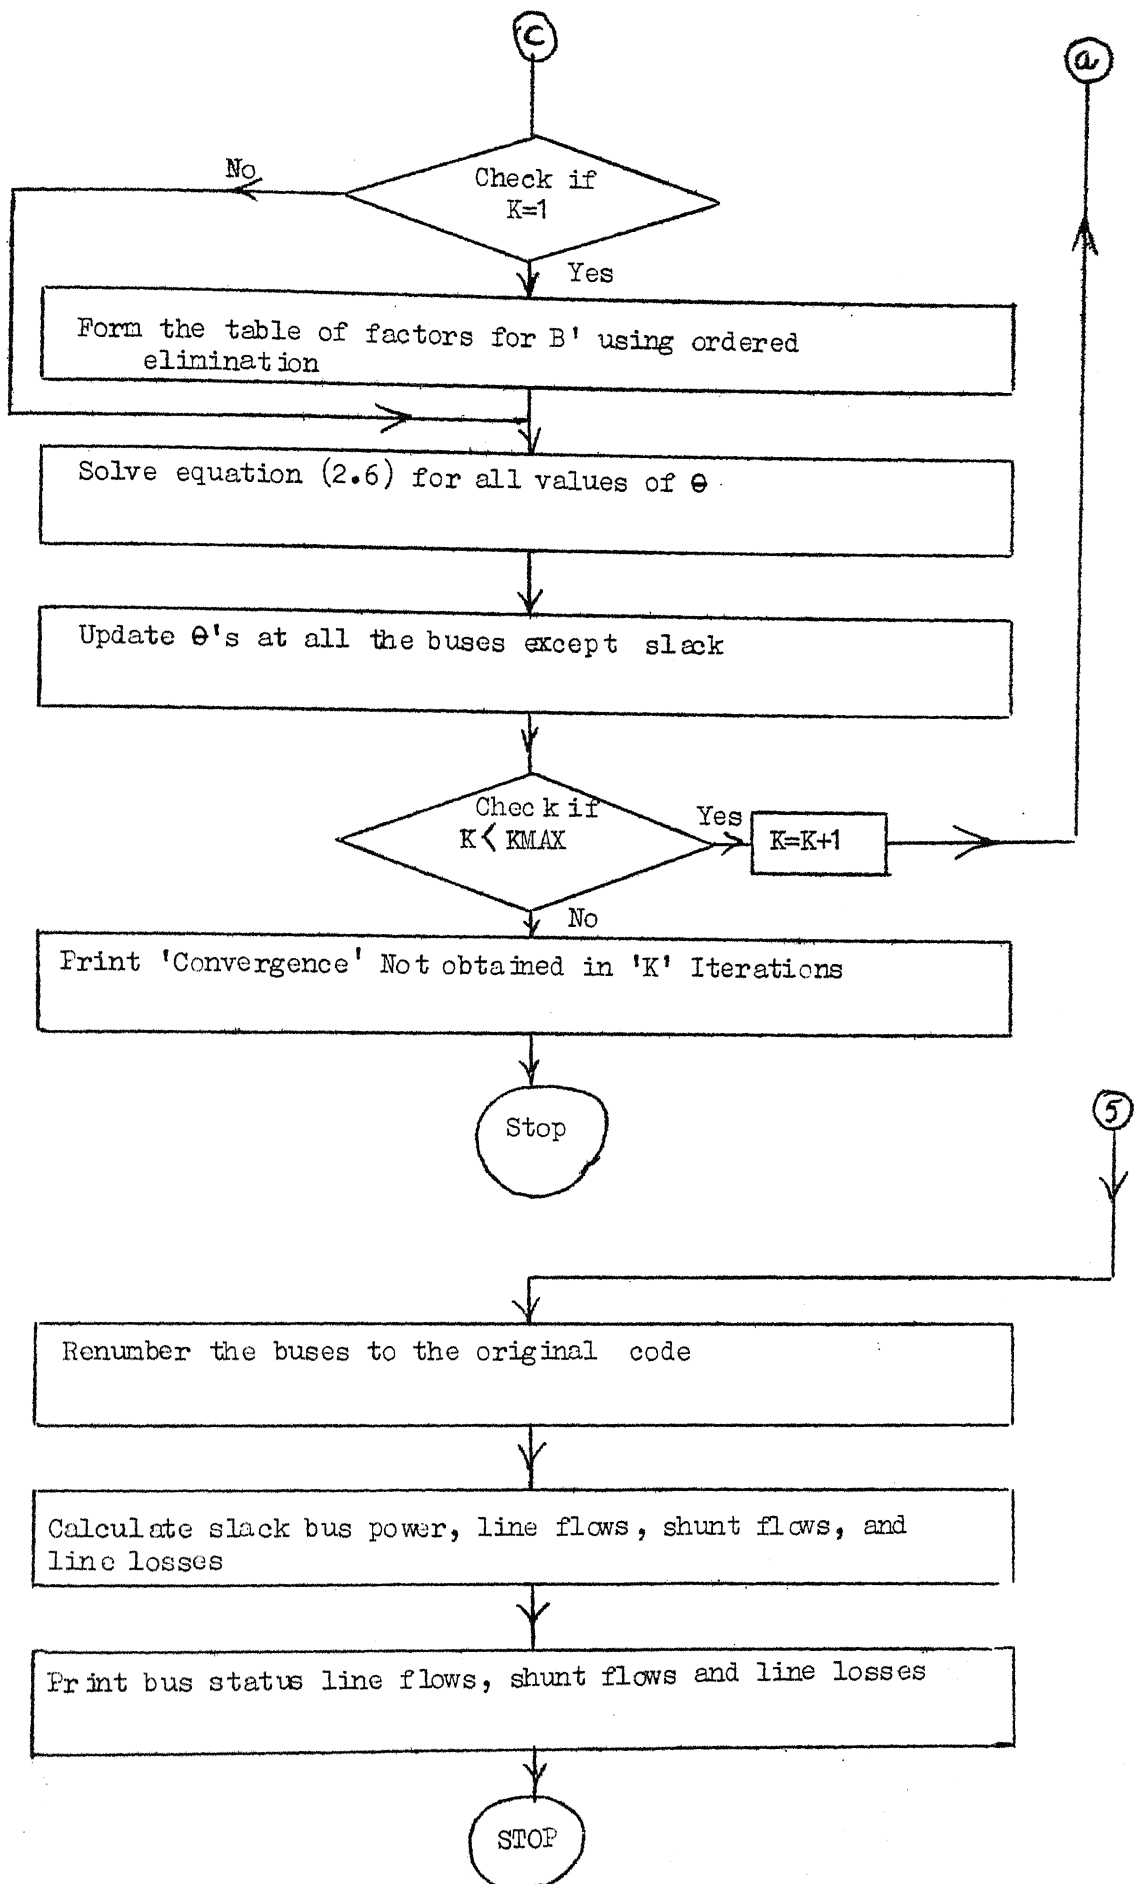 C
a
No
Check if
K=1
Yes
Form the table of factors for B' using ordered
elimination
Solve equation (2.6) for all values of θ
Update θ's at all the buses except slack
Check if
K < KMAX
Yes
K=K+1
No
Print 'Convergence' Not obtained in 'K' Iterations
Stop
5
Renumber the buses to the original code
Calculate slack bus power, line flows, shunt flows, and
line losses
Print bus status line flows, shunt flows and line losses
STOP